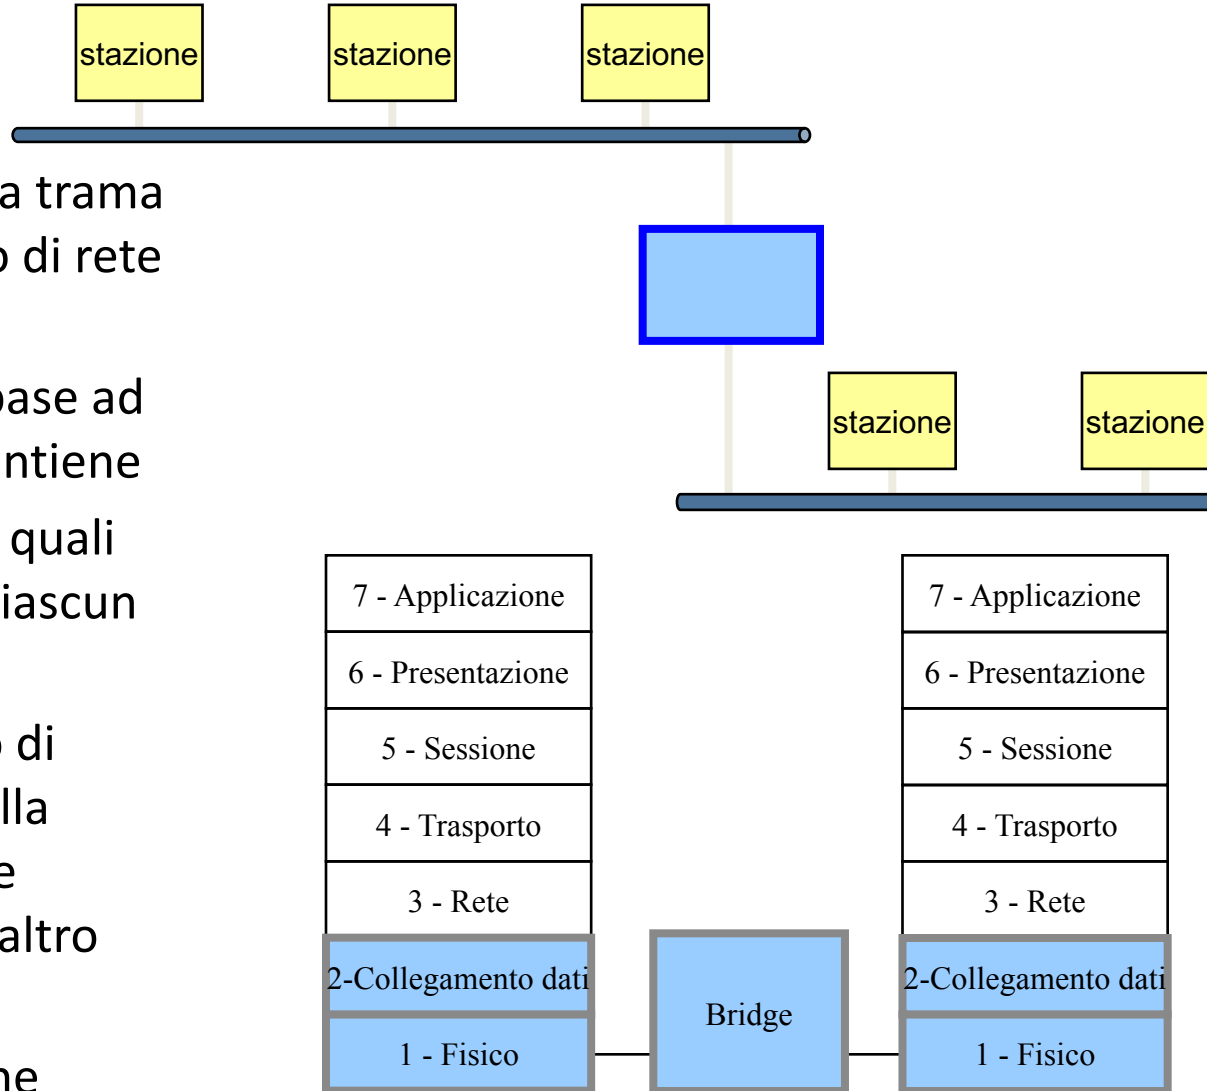 stazione stazione stazione
a trama
o di rete
base ad
ntiene
quali
iascun
o di
lla
e
altro
ne
stazione stazione
7 - Applicazione
6 - Presentazione
5 - Sessione
4 - Trasporto
3 - Rete
2-Collegamento dati
1 - Fisico
Bridge
7 - Applicazione
6 - Presentazione
5 - Sessione
4 - Trasporto
3 - Rete
2-Collegamento dati
1 - Fisico